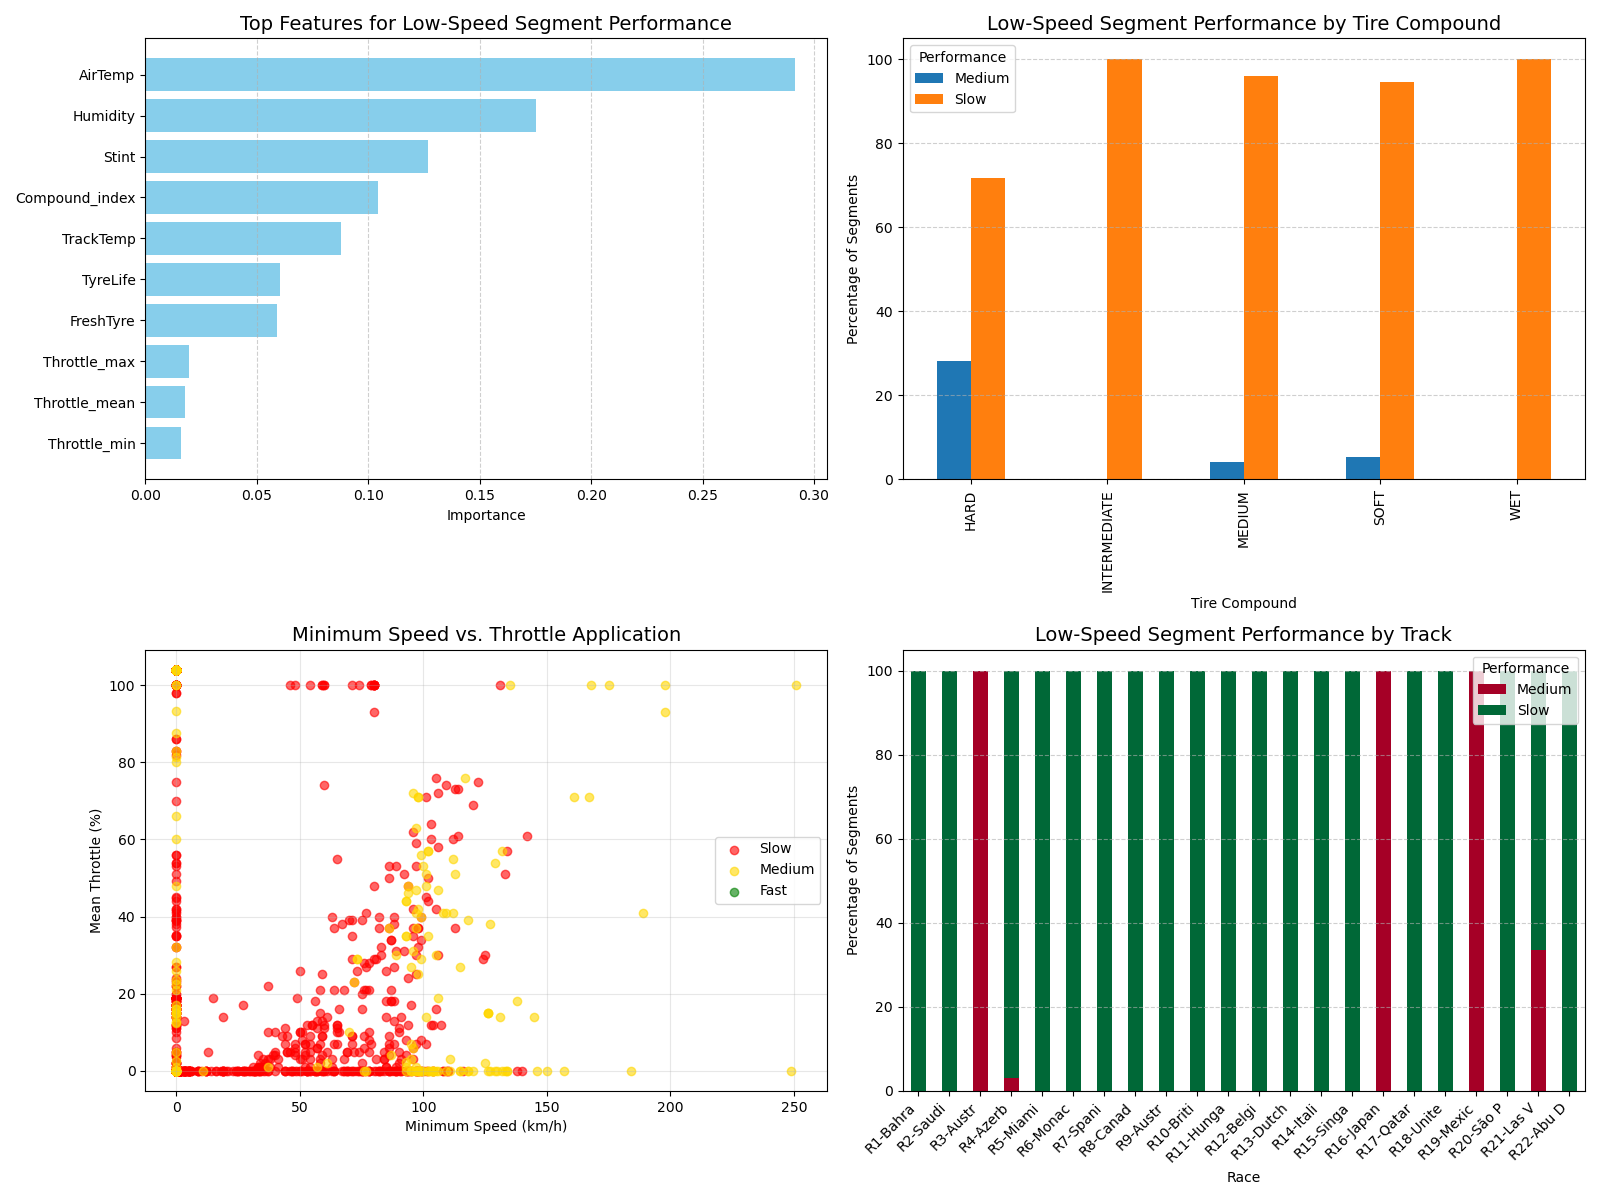 Top Features for Low-Speed Segment Performance
AirTemp
Humidity
Stint
Compound_index
TrackTemp
TyreLife
FreshTyre
Throttle_max
Throttle_mean
Throttle_min
0.00 0.05 0.10 0.15 0.20 0.25 0.30
Importance
Low-Speed Segment Performance by Tire Compound
Performance
Medium
Slow
100
80
60
40
20
0
Percentage of Segments
HARD
INTERMEDIATE
MEDIUM
SOFT
WET
Tire Compound
Minimum Speed vs. Throttle Application
100
80
60
40
20
0
Mean Throttle (%)
Slow
Medium
Fast
0 50 100 150 200 250
Minimum Speed (km/h)
Low-Speed Segment Performance by Track
Performance
Medium
Slow
100
80
60
40
20
0
Percentage of Segments
R1-Bahra
R2-Saudi
R3-Austr
R4-Azerb
R5-Miami
R6-Monac
R7-Spani
R8-Canad
R9-Austr
R10-Briti
R11-Hunga
R12-Belgi
R13-Dutch
R14-Itali
R15-Singa
R16-Japan
R17-Qatar
R18-Unite
R19-Mexic
R20-São P
R21-Las V
R22-Abu D
Race